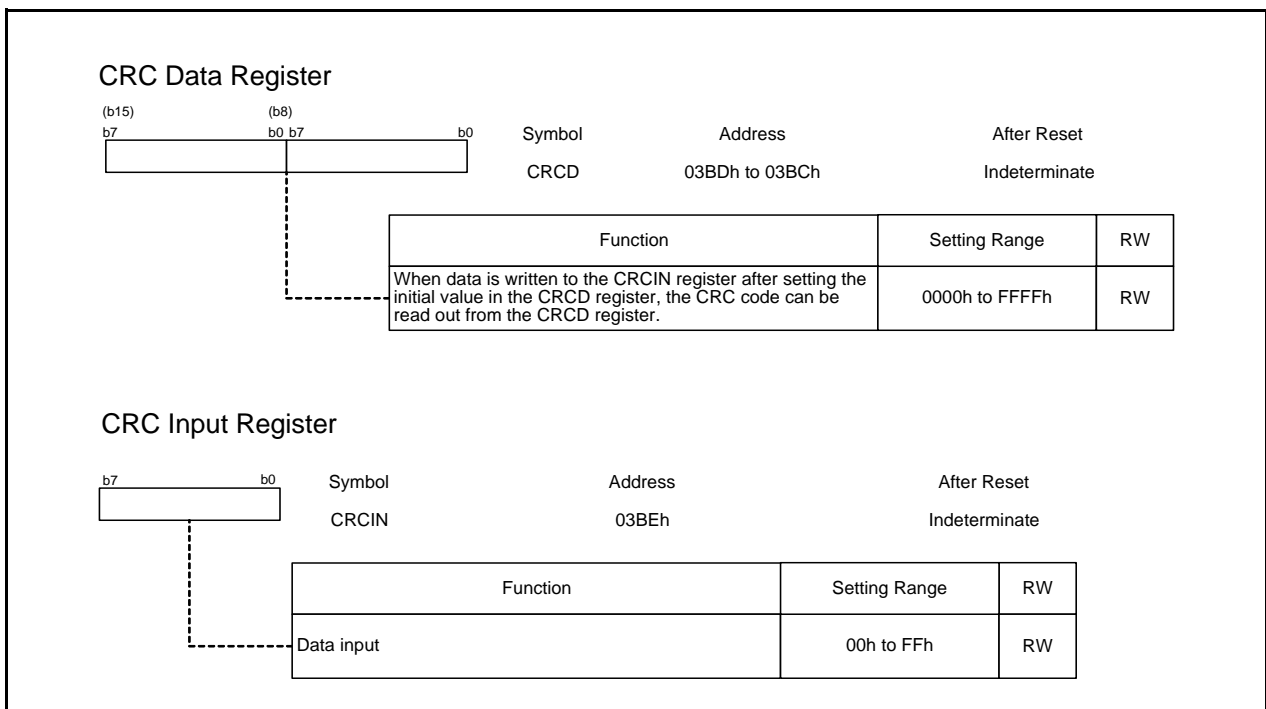 CRC Data Register
(b15) (b8)
b7 b0 b7 b0 Symbol Address After Reset
CRCD 03BDh to 03BCh Indeterminate
Function Setting Range RW
When data is written to the CRCIN register after setting the
initial value in the CRCD register, the CRC code can be
read out from the CRCD register.
0000h to FFFFh RW
CRC Input Register
b7 b0 Symbol Address After Reset
CRCIN 03BEh Indeterminate
Function Setting Range RW
Data input 00h to FFh RW